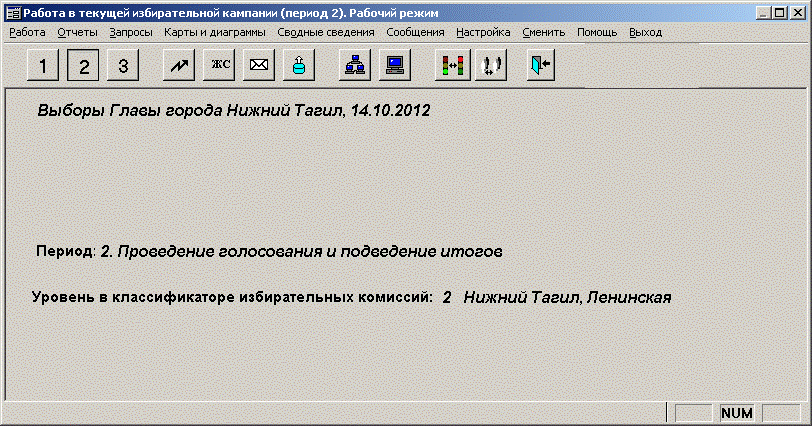 Работа в текущей избирательной кампании (период 2). Рабочий режим
Работа Отчеты Запросы Карты и диаграммы Сводные сведения Сообщения Настройка Сменить Помощь Выход
1 2 3 ЖС
Выборы Главы города Нижний Тагил, 14.10.2012
Период: 2. Проведение голосования и подведение итогов
Уровень в классификаторе избирательных комиссий: 2 Нижний Тагил, Ленинская
NUM